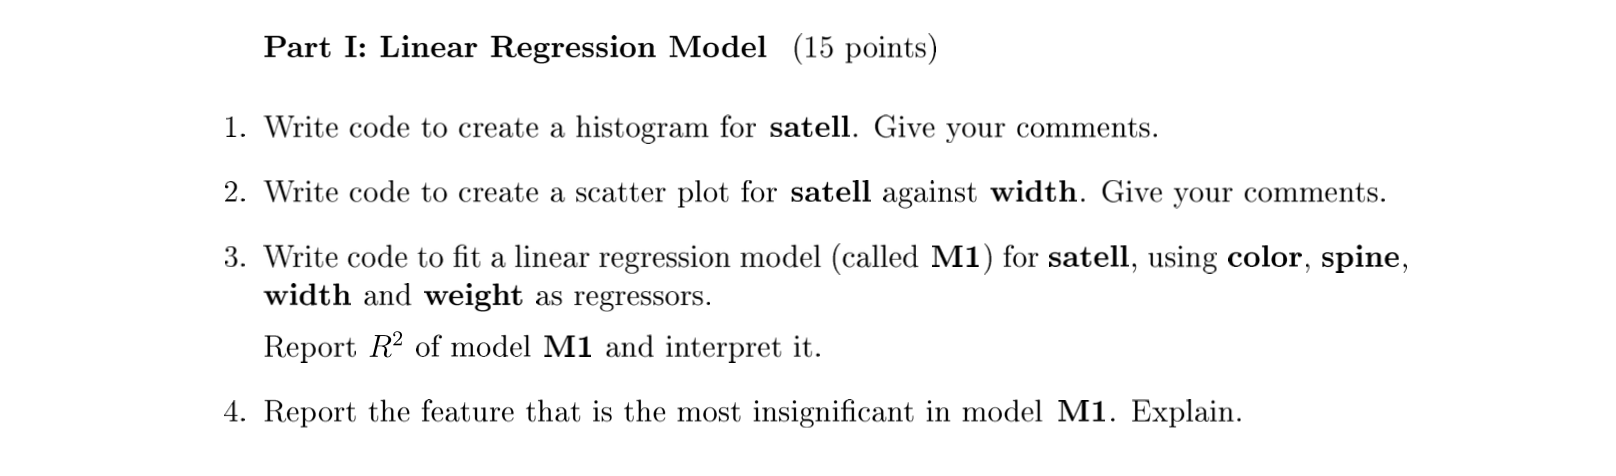 Part I: Linear Regression Model (15 points)
1. Write code to create a histogram for satell. Give your comments.
2. Write code to create a scatter plot for satell against width. Give your comments.
3. Write code to fit a linear regression model (called M1) for satell, using color, spine,
width and weight as regressors.
Report R² of model M1 and interpret it.
4. Report the feature that is the most insignificant in model M1. Explain.